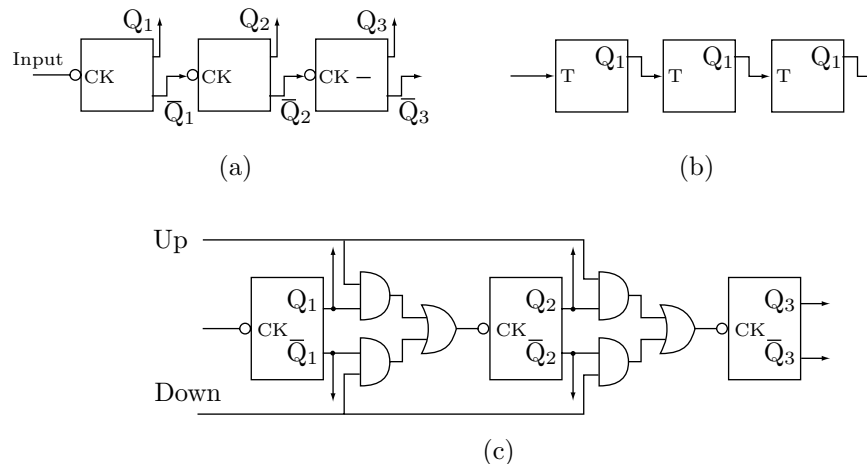 Q1 Q2 Q3 Q1 Q1 Q1
Input CK CK CK T T T
Q̅1 Q̅2 Q̅3
(a) (b)
Up
Q1 Q2 Q3
CK CK CK
Q̅1 Q̅2 Q̅3
Down
(c)